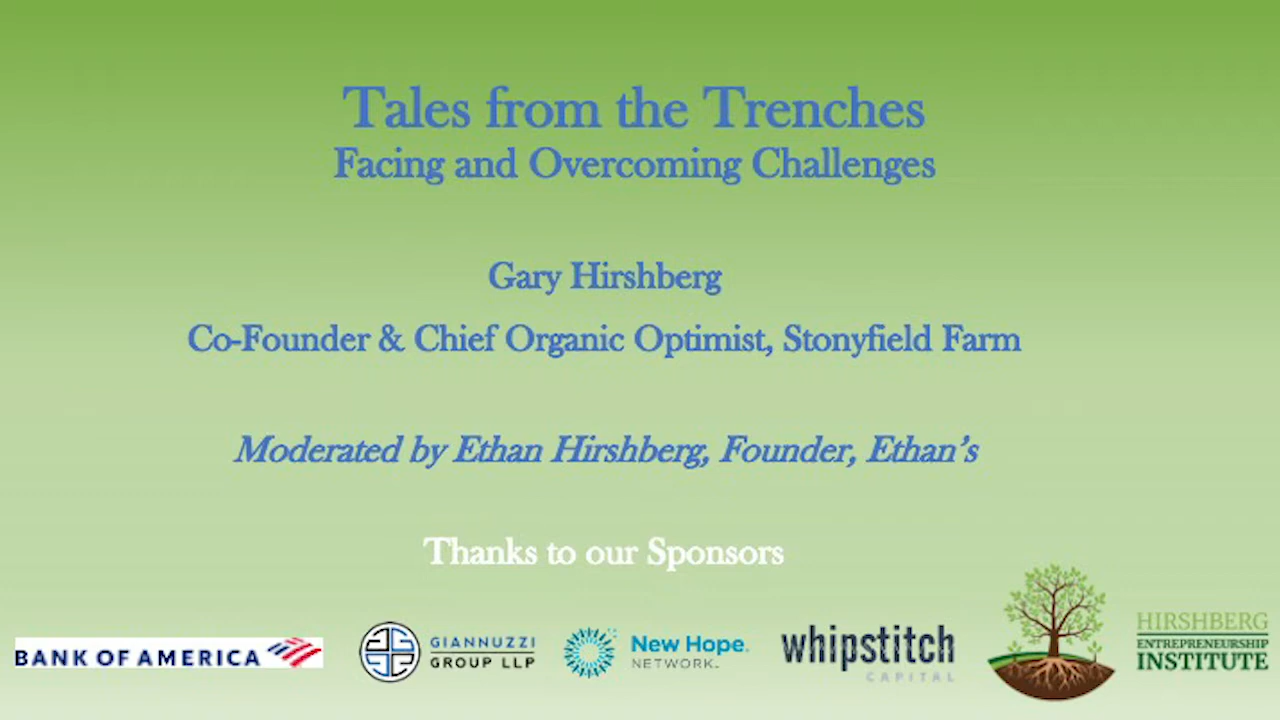 Tales from the Trenches
Facing and Overcoming Challenges
Gary Hirshberg
Co-Founder & Chief Organic Optimist, Stonyfield Farm
Moderated by Ethan Hirshberg, Founder, Ethan's
Thanks to our Sponsors
BANK OF AMERICA
GIANNUZZI
GROUP LLP
New Hope®
NETWORK™
whipstitch
CAPITAL
HIRSHBERG
ENTREPRENEURSHIP
INSTITUTE